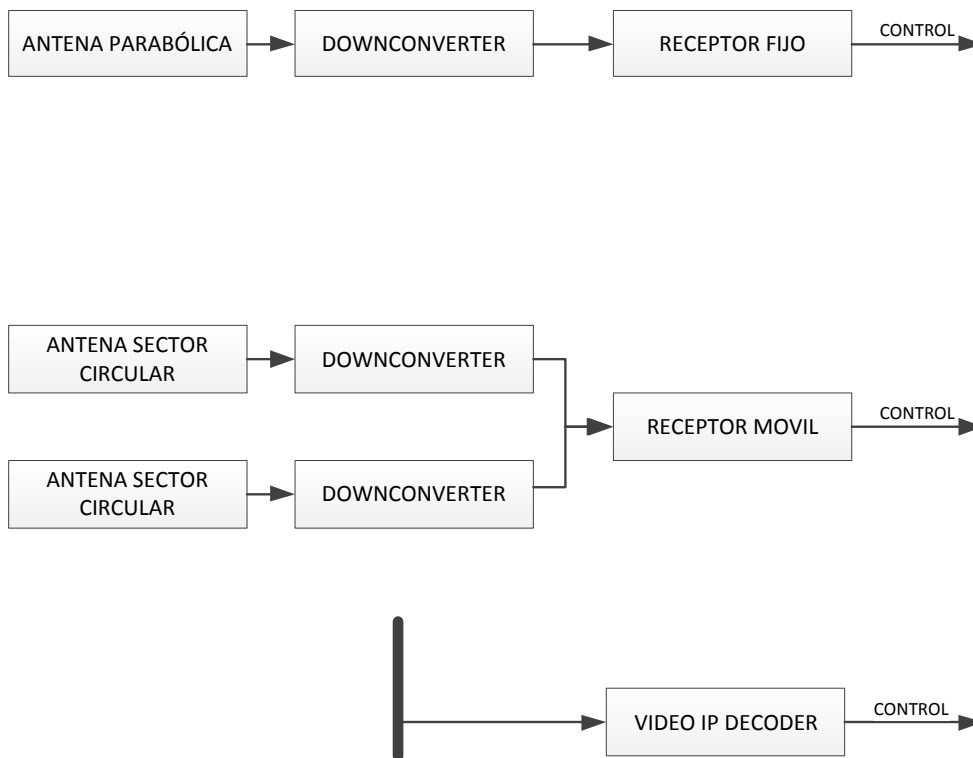 ANTENA PARABÓLICA
DOWNCONVERTER
RECEPTOR FIJO
CONTROL
ANTENA SECTOR
CIRCULAR
DOWNCONVERTER
RECEPTOR MOVIL
CONTROL
ANTENA SECTOR
CIRCULAR
DOWNCONVERTER
VIDEO IP DECODER
CONTROL